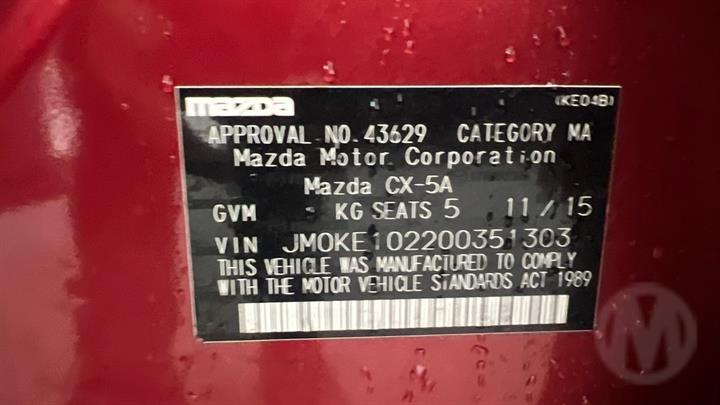 mazda (KE04B)
APPROVAL NO. 43629 CATEGORY MA
Mazda Motor Corporation
Mazda CX-5A
GVM KG SEATS 5 11/15
VIN JM0KE102200351303
THIS VEHICLE WAS MANUFACTURED TO COMPLY
WITH THE MOTOR VEHICLE STANDARDS ACT 1989
M